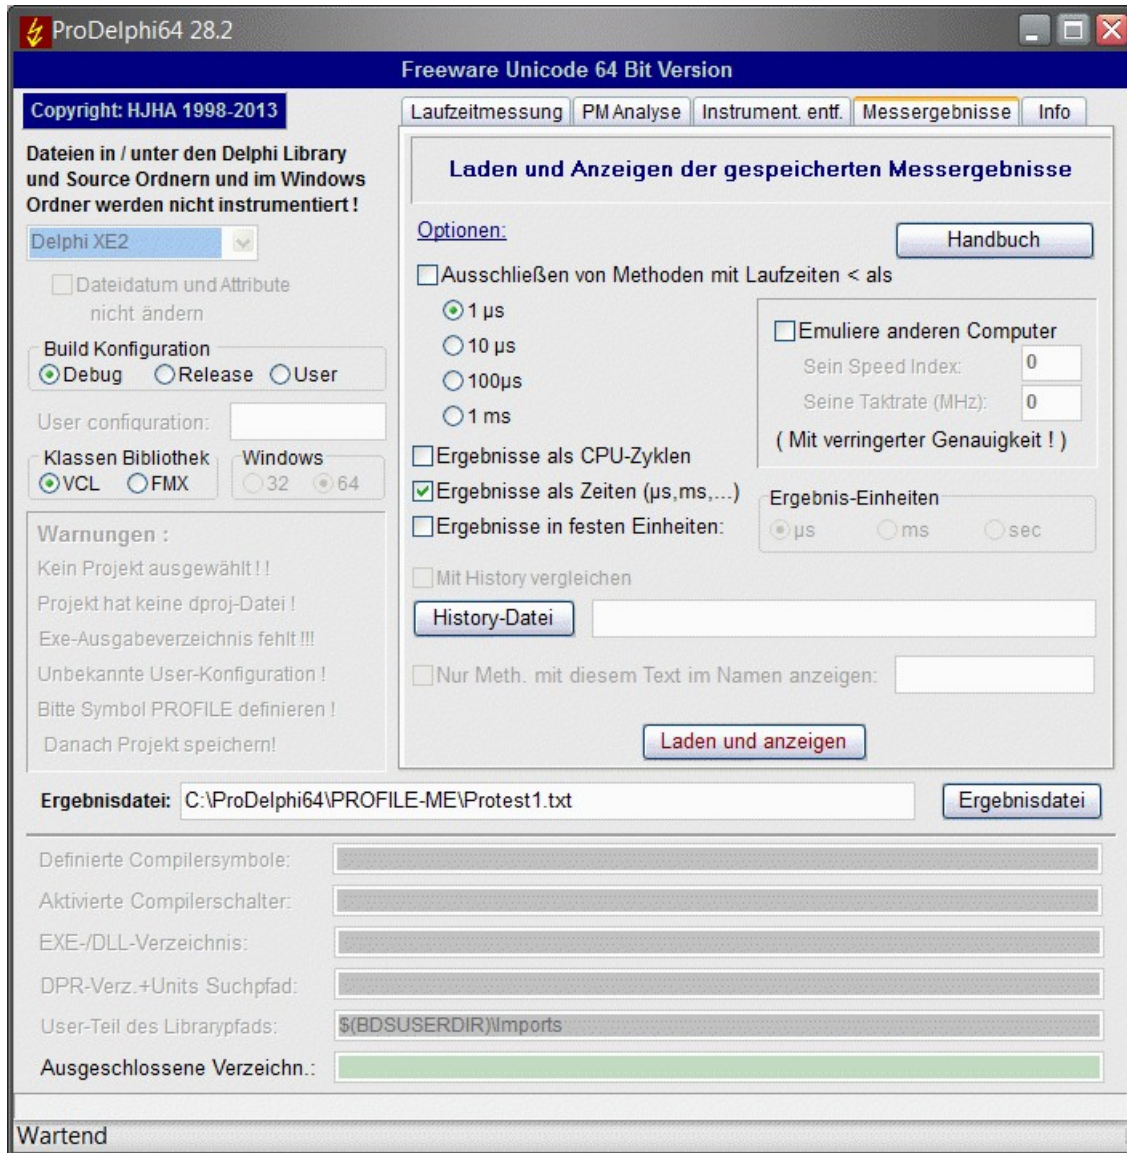 ProDelphi64 28.2
Freeware Unicode 64 Bit Version
Copyright: HJHA 1998-2013
Dateien in / unter den Delphi Library
und Source Ordnern und im Windows
Ordner werden nicht instrumentiert !
Delphi XE2
Dateidatum und Attribute
nicht ändern
Build Konfiguration
Debug Release User
User configuration:
Klassen Bibliothek Windows
VCL FMX 32 64
Warnungen :
Kein Projekt ausgewählt ! !
Projekt hat keine dproj-Datei !
Exe-Ausgabeverzeichnis fehlt !!!
Unbekannte User-Konfiguration !
Bitte Symbol PROFILE definieren !
Danach Projekt speichern!
Laufzeitmessung PM Analyse Instrument. entf. Messergebnisse Info
Laden und Anzeigen der gespeicherten Messergebnisse
Optionen:
Handbuch
Ausschließen von Methoden mit Laufzeiten < als
1 µs
10 µs
100µs
1 ms
Emuliere anderen Computer
Sein Speed Index: 0
Seine Taktrate (MHz): 0
( Mit verringerter Genauigkeit ! )
Ergebnisse als CPU-Zyklen
Ergebnisse als Zeiten (µs,ms,...)
Ergebnisse in festen Einheiten:
Ergebnis-Einheiten
µs ms sec
Mit History vergleichen
History-Datei
Nur Meth. mit diesem Text im Namen anzeigen:
Laden und anzeigen
Ergebnisdatei: C:\ProDelphi64\PROFILE-ME\Protest1.txt Ergebnisdatei
Definierte Compilersymbole:
Aktivierte Compilerschalter:
EXE-/DLL-Verzeichnis:
DPR-Verz.+Units Suchpfad:
User-Teil des Librarypfads: $(BDSUSERDIR)\Imports
Ausgeschlossene Verzeichn.:
Wartend